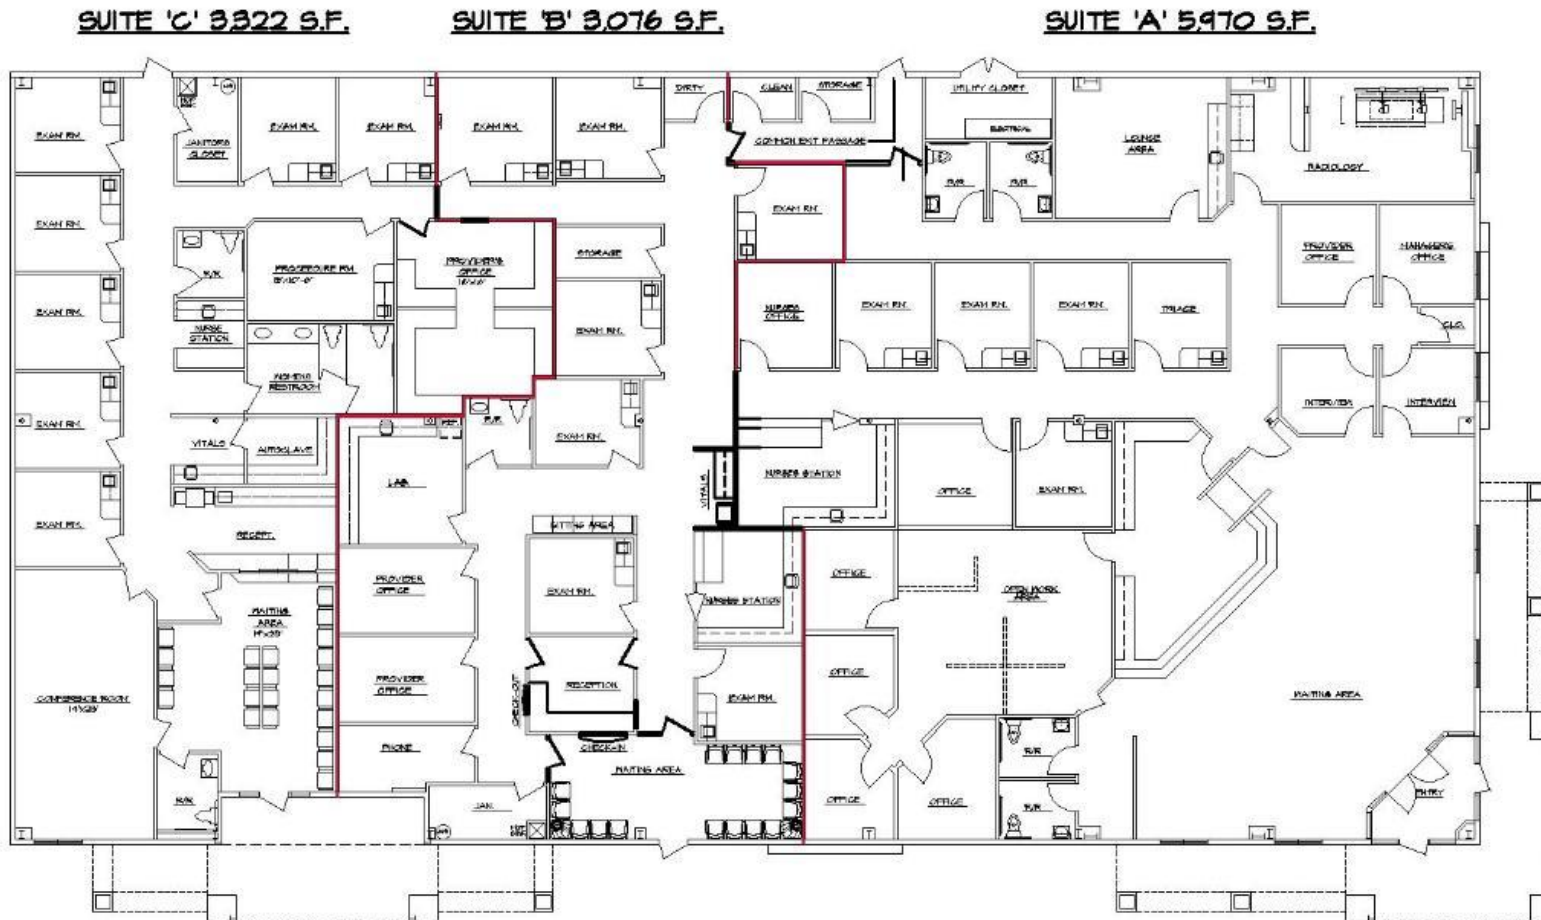 SUITE 'C' 3,322 S.F.
SUITE 'B' 3,076 S.F.
SUITE 'A' 5,970 S.F.
EXAM RM.
JANITORS
CLOSET
EXAM RM.
EXAM RM.
EXAM RM.
EXAM RM.
DIRTY
CLEAN
STORAGE
COMMON EXIT PASSAGE
UTILITY CLOSET
ELECTRICAL
R/R
R/R
LOUNGE
AREA
RADIOLOGY
EXAM RM.
R/R
PROCEEDURE RM.
PROVIDER'S
OFFICE
STORAGE
EXAM RM.
PROVIDER
OFFICE
MANAGERS
OFFICE
EXAM RM.
NURSE
STATION
EXAM RM.
NURSES
OFFICE
EXAM RM.
EXAM RM.
EXAM RM.
TRIAGE
CLO.
WOMENS
RESTROOM
EXAM RM.
VITALS
AUTOCLAVE
REF.
R/R
EXAM RM.
INTERVIEW
INTERVIEW
LAB
VITALS
NURSES STATION
OFFICE
EXAM RM.
EXAM RM.
RECEPT.
SITTING AREA
PROVIDER
OFFICE
EXAM RM.
NURSES STATION
OFFICE
OPEN WORK
AREA
WAITING
AREA
CONFERENCE ROOM
PROVIDER
OFFICE
CHECK-OUT
RECEPTION
EXAM RM.
OFFICE
WAITING AREA
PHONE
CHECK-IN
WAITING AREA
R/R
R/R
JAN.
OFFICE
OFFICE
R/R
ENTRY